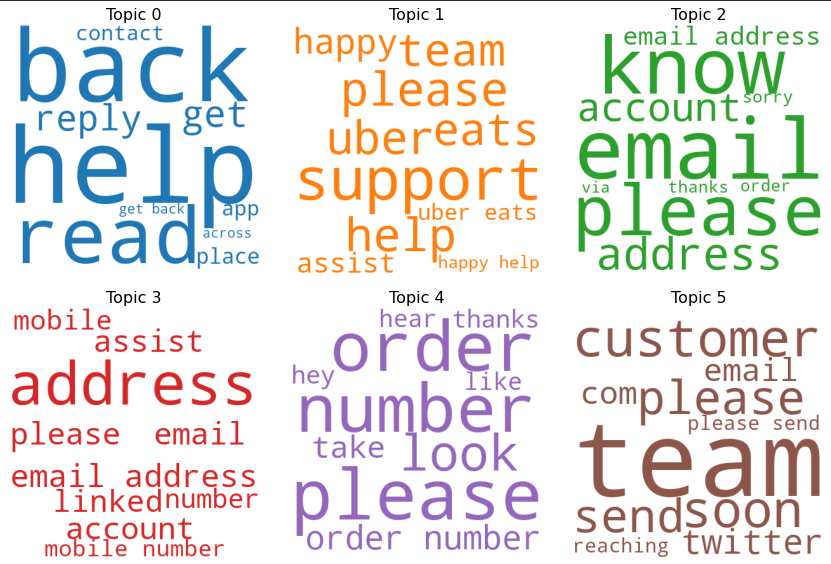 Topic 0
contact
back
reply get
help
get back app
read across
place
Topic 1
happy team
please
uber eats
support
uber eats
help
assist happy help
Topic 2
email address
know
account sorry
email
via thanks order
please
address
Topic 3
mobile
assist
address
please email
email address
linked number
account
mobile number
Topic 4
hear thanks
order
hey like
number
take look
please
order number
Topic 5
customer
email
com please
please send
team
send soon
reaching twitter